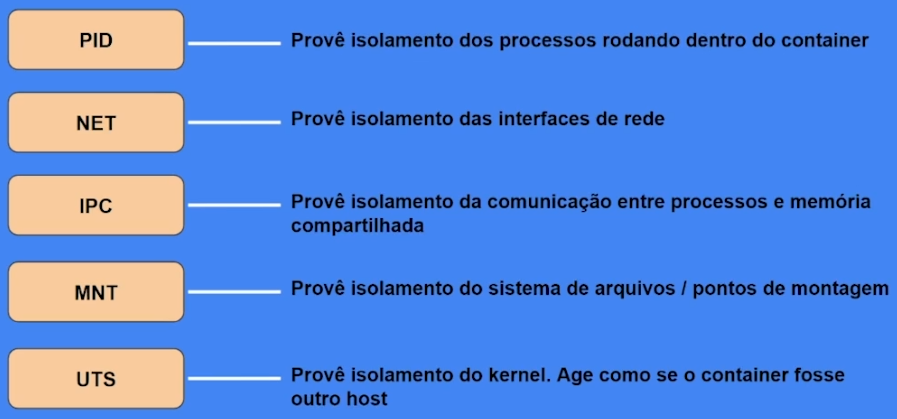 PID
Provê isolamento dos processos rodando dentro do container
NET
Provê isolamento das interfaces de rede
IPC
Provê isolamento da comunicação entre processos e memória
compartilhada
MNT
Provê isolamento do sistema de arquivos / pontos de montagem
UTS
Provê isolamento do kernel. Age como se o container fosse
outro host